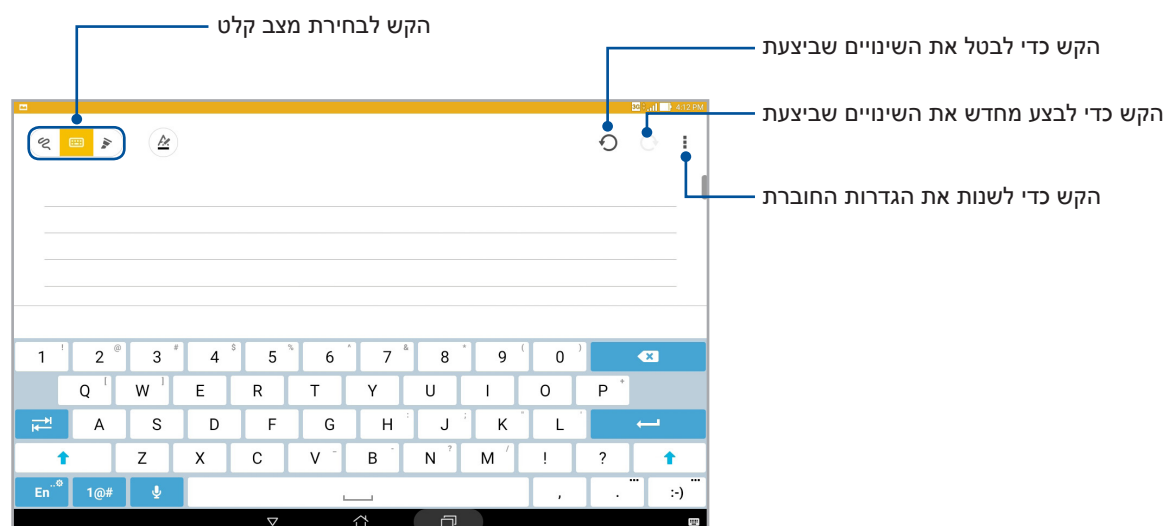 הקש לבחירת מצב קלט
הקש כדי לבטל את השינויים שביצעת
3G 4:12 PM
הקש כדי לבצע מחדש את השינויים שביצעת
הקש כדי לשנות את הגדרות החוברת
1 ! 2 @ 3 # 4 $ 5 % 6 ^ 7 & 8 * 9 ( 0 )
Q [ W ] E R T Y U I O P +
A S D F G H : J ; K " L '
Z X C V - B - N ? M / ! ?
En 1@# , . ... :-) ...